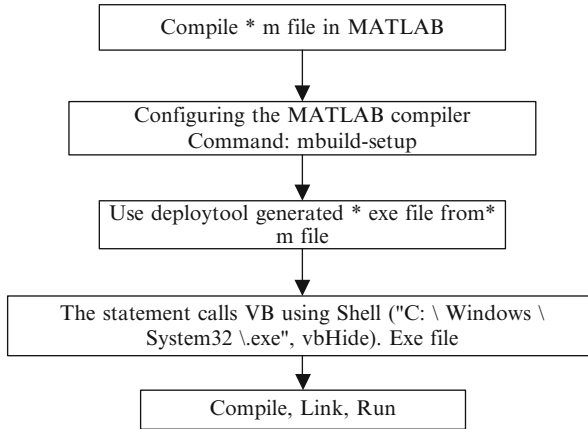 Compile * m file in MATLAB
Configuring the MATLAB compiler
Command: mbuild-setup
Use deploytool generated * exe file from*
m file
The statement calls VB using Shell ("C: \ Windows \
System32 \.exe", vbHide). Exe file
Compile, Link, Run